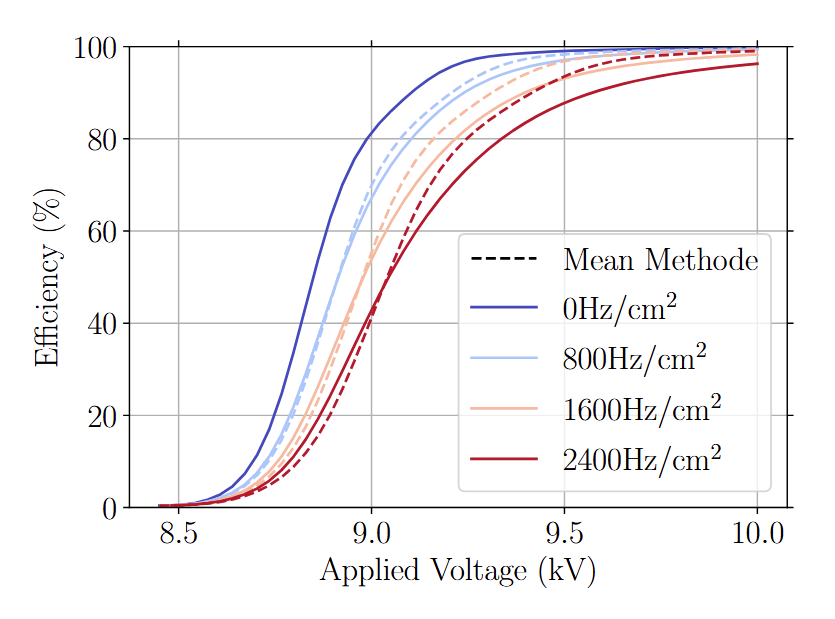 100
80
60
40
20
0
Efficiency (%)
Mean Methode
0Hz/cm²
800Hz/cm²
1600Hz/cm²
2400Hz/cm²
8.5 9.0 9.5 10.0
Applied Voltage (kV)